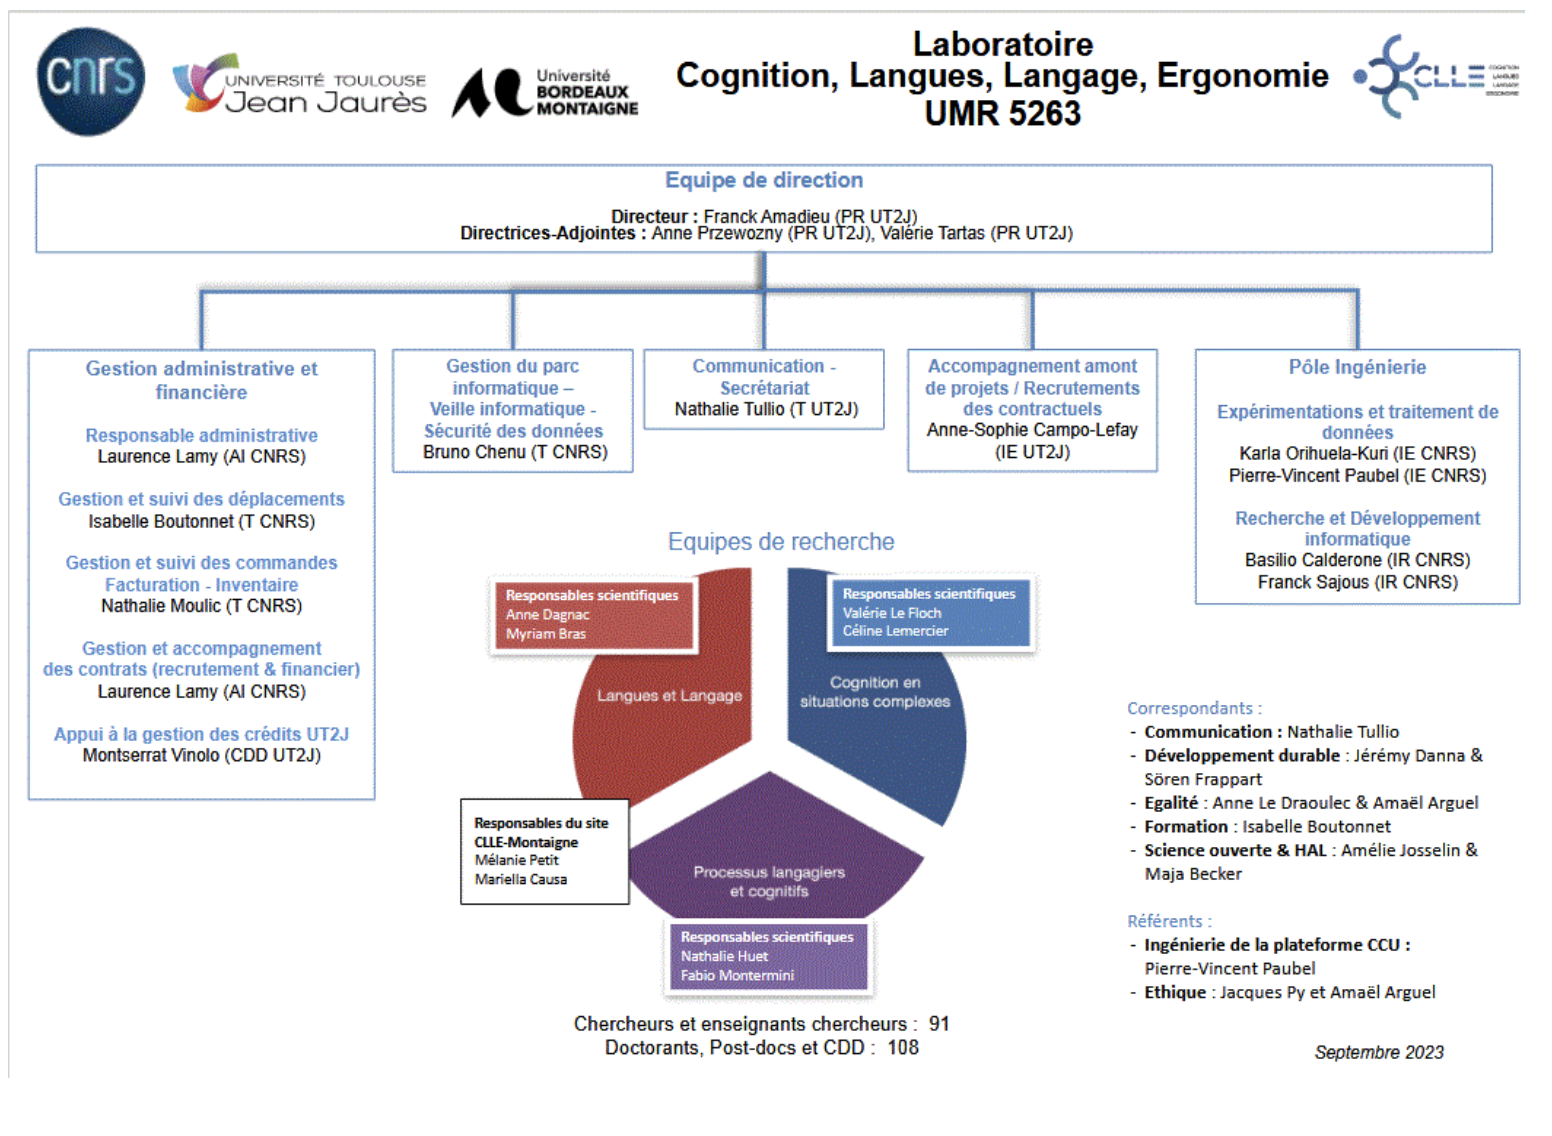 cnrs
UNIVERSITÉ TOULOUSE
Jean Jaurès
Université
BORDEAUX
MONTAIGNE
Laboratoire
Cognition, Langues, Langage, Ergonomie
UMR 5263
CLLE
COGNITION
LANGUES
LANGAGE
ERGONOMIE
Equipe de direction
Directeur : Franck Amadieu (PR UT2J)
Directrices-Adjointes : Anne Przewozny (PR UT2J), Valérie Tartas (PR UT2J)
Gestion administrative et
financière
Responsable administrative
Laurence Lamy (AI CNRS)
Gestion et suivi des déplacements
Isabelle Boutonnet (T CNRS)
Gestion et suivi des commandes
Facturation - Inventaire
Nathalie Moulic (T CNRS)
Gestion et accompagnement
des contrats (recrutement & financier)
Laurence Lamy (AI CNRS)
Appui à la gestion des crédits UT2J
Montserrat Vinolo (CDD UT2J)
Gestion du parc
informatique –
Veille informatique -
Sécurité des données
Bruno Chenu (T CNRS)
Communication -
Secrétariat
Nathalie Tullio (T UT2J)
Accompagnement amont
de projets / Recrutements
des contractuels
Anne-Sophie Campo-Lefay
(IE UT2J)
Pôle Ingénierie
Expérimentations et traitement de
données
Karla Orihuela-Kuri (IE CNRS)
Pierre-Vincent Paubel (IE CNRS)
Recherche et Développement
informatique
Basilio Calderone (IR CNRS)
Franck Sajous (IR CNRS)
Equipes de recherche
Responsables scientifiques
Anne Dagnac
Myriam Bras
Langues et Langage
Responsables scientifiques
Valérie Le Floch
Céline Lemercier
Cognition en
situations complexes
Responsables du site
CLLE-Montaigne
Mélanie Petit
Mariella Causa
Processus langagiers
et cognitifs
Responsables scientifiques
Nathalie Huet
Fabio Montermini
Chercheurs et enseignants chercheurs : 91
Doctorants, Post-docs et CDD : 108
Correspondants :
- Communication : Nathalie Tullio
- Développement durable : Jérémy Danna &
Sören Frappart
- Egalité : Anne Le Draoulec & Amaël Arguel
- Formation : Isabelle Boutonnet
- Science ouverte & HAL : Amélie Josselin &
Maja Becker
Référents :
- Ingénierie de la plateforme CCU :
Pierre-Vincent Paubel
- Ethique : Jacques Py et Amaël Arguel
Septembre 2023